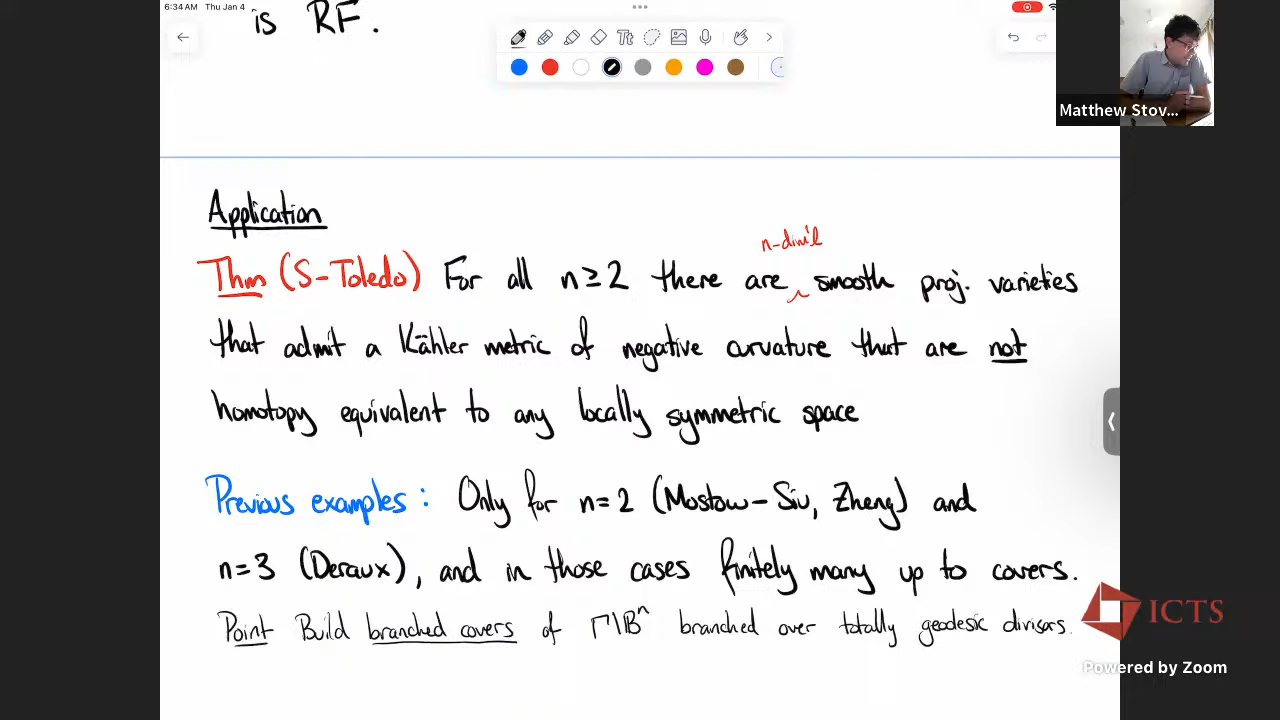 6:34 AM Thu Jan 4
is RF.
Matthew Stov...
Application
n-dim'l
Thm (S-Toledo) For all n ≥ 2 there are ^ smooth proj. varieties
that admit a Kähler metric of negative curvature that are not
homotopy equivalent to any locally symmetric space
Previous examples: Only for n=2 (Mostow-Siu, Zheng) and
n=3 (Deraux), and in those cases finitely many up to covers.
Point Build branched covers of Γ\Bⁿ branched over totally geodesic divisors.
ICTS
Powered by Zoom